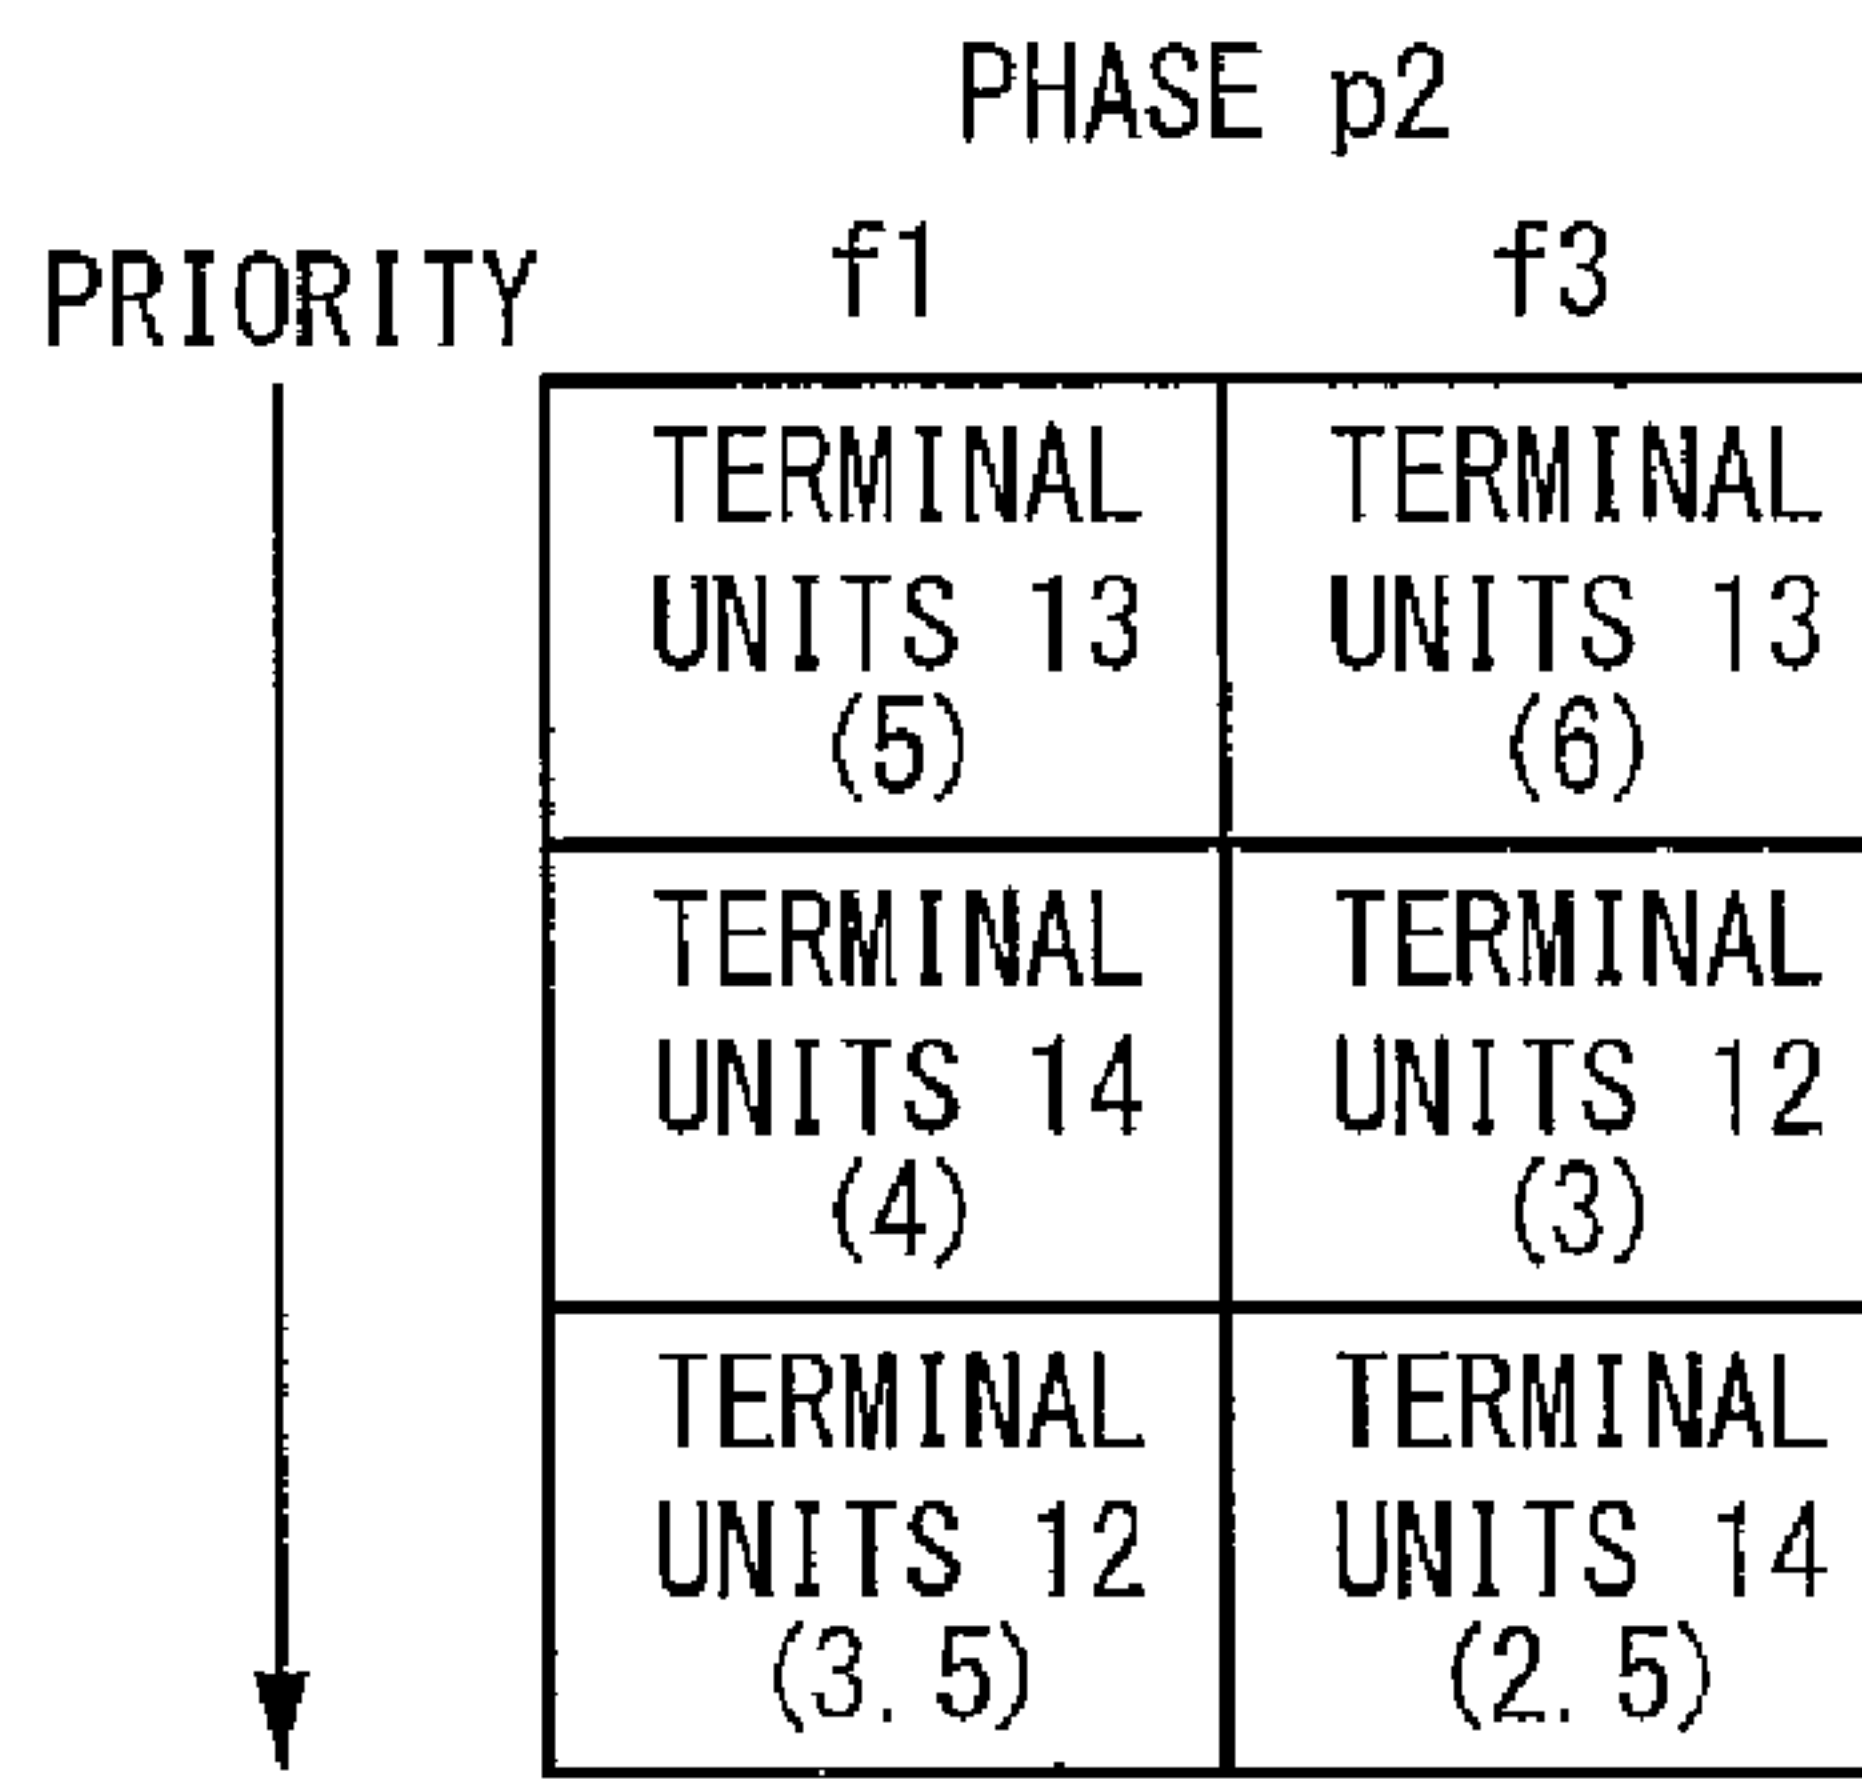 PHASE p2
PRIORITY f1 f3
TERMINAL TERMINAL
UNITS 13 UNITS 13
(5) (6)
TERMINAL TERMINAL
UNITS 14 UNITS 12
(4) (3)
TERMINAL TERMINAL
UNITS 12 UNITS 14
(3.5) (2.5)